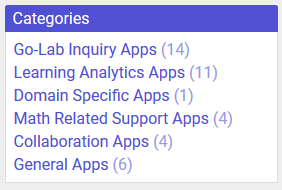 Categories
Go-Lab Inquiry Apps (14)
Learning Analytics Apps (11)
Domain Specific Apps (1)
Math Related Support Apps (4)
Collaboration Apps (4)
General Apps (6)